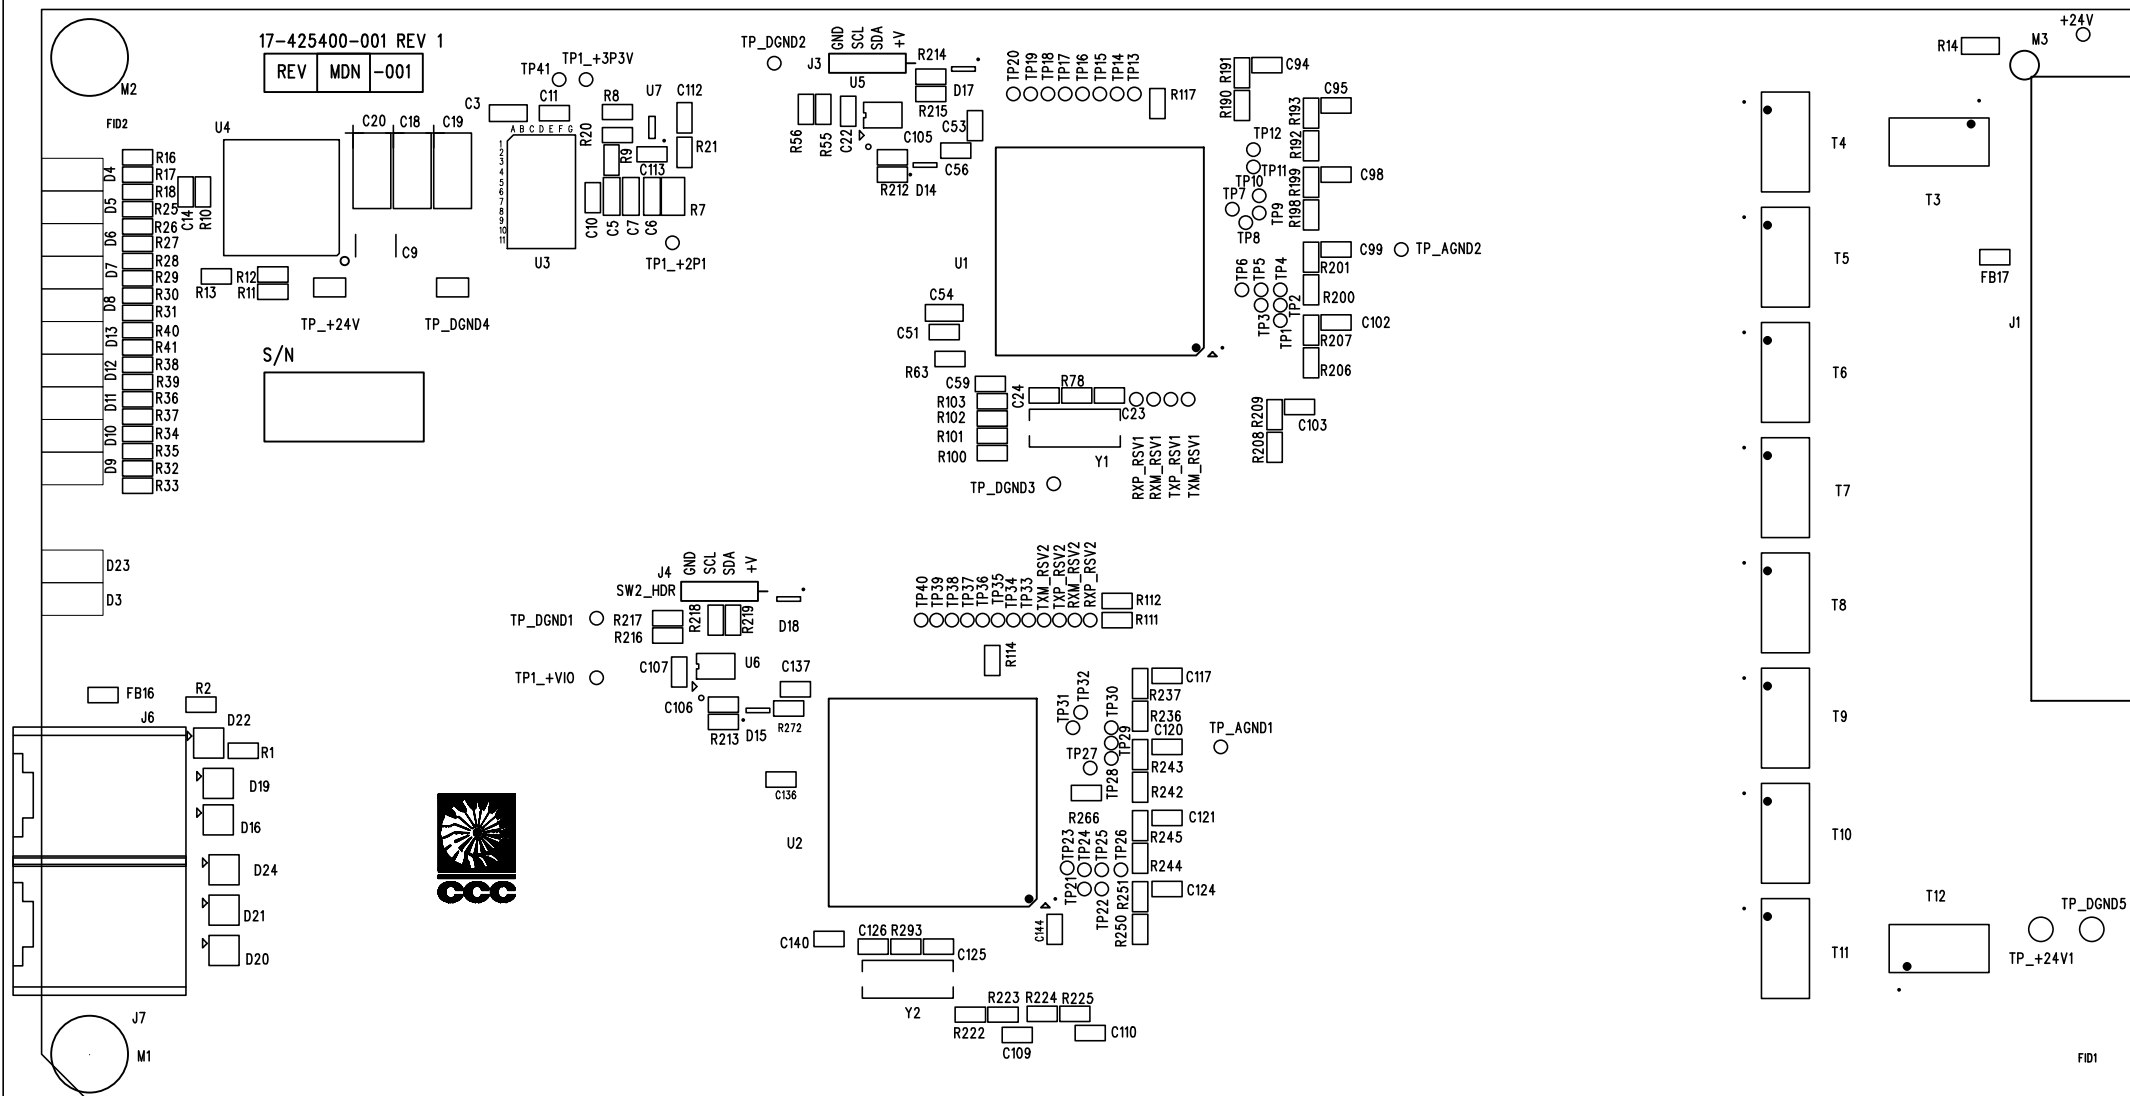 17-425400-001 REV 1
REV MDN -001
M2
FID2
U4
C20 C18 C19
C14 R10
C9
R13 R12
R11
TP_+24V
TP_DGND4
S/N
D4
D5
D6
D7
D8
D13
D12
D11
D10
D9
R16
R17
R18
R25
R26
R27
R28
R29
R30
R31
R40
R41
R38
R39
R36
R37
R34
R35
R32
R33
D23
D3
TP41
TP1_+3P3V
C3
C11
R8
U7
C112
A B C D E F G
1
2
3
4
5
6
7
8
9
10
11
R20
R9
C113
R21
C10
C5
C7
C6
R7
U3
TP1_+2P1
TP_DGND2
GND
SCL
SDA
+V
J3
U5
R214
D17
R215
R56
R55
C22
C105
C53
C56
R212
D14
TP20
TP19
TP18
TP17
TP16
TP15
TP14
TP13
R117
R191
R190
C94
C95
R193
R192
TP12
TP11
TP10
TP7
TP9
TP8
C98
R199
R198
U1
C99
TP_AGND2
R201
R200
TP6
TP5
TP4
TP3
TP2
TP1
C102
R207
R206
C54
C51
R63
C59
R103
R102
R101
R100
C24
R78
C23
Y1
RXP_RSV1
RXM_RSV1
TXP_RSV1
TXM_RSV1
TP_DGND3
R209
R208
C103
GND
SCL
SDA
+V
J4
SW2_HDR
TP_DGND1
R217
R216
R218
R219
D18
C107
U6
C137
TP1_+VIO
C106
R213
D15
R272
C136
TP40
TP39
TP38
TP37
TP36
TP35
TP34
TP33
TXM_RSV2
TXP_RSV2
RXM_RSV2
RXP_RSV2
R112
R111
R114
TP31
TP32
TP30
TP29
TP27
TP28
C117
R237
R236
C120
TP_AGND1
R243
R242
R266
C121
R245
R244
U2
TP23
TP24
TP25
TP26
TP21
TP22
C124
R251
R250
C144
C140
C126
R293
C125
Y2
R223
R224
R225
R222
C109
C110
FB16
R2
J6
D22
R1
D19
D16
D24
D21
D20
J7
M1
CCC
+24V
R14
M3
T4
T3
T5
FB17
J1
T6
T7
T8
T9
T10
T12
T11
TP_DGND5
TP_+24V1
FID1